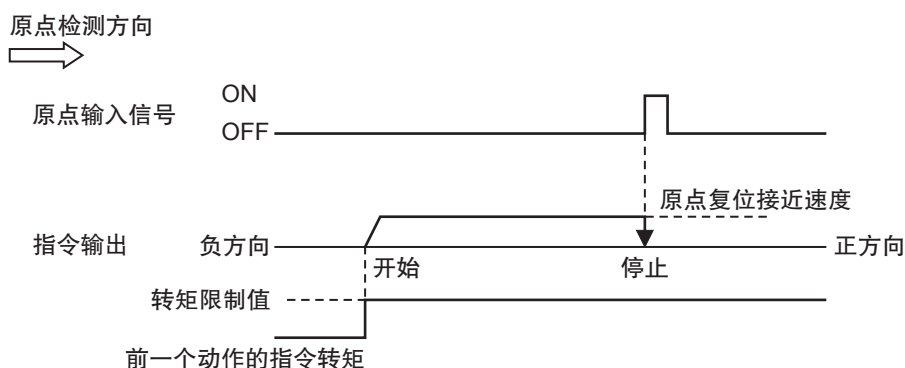 原点检测方向
ON
原点输入信号
OFF
原点复位接近速度
指令输出
负方向
正方向
开始
停止
转矩限制值
前一个动作的指令转矩